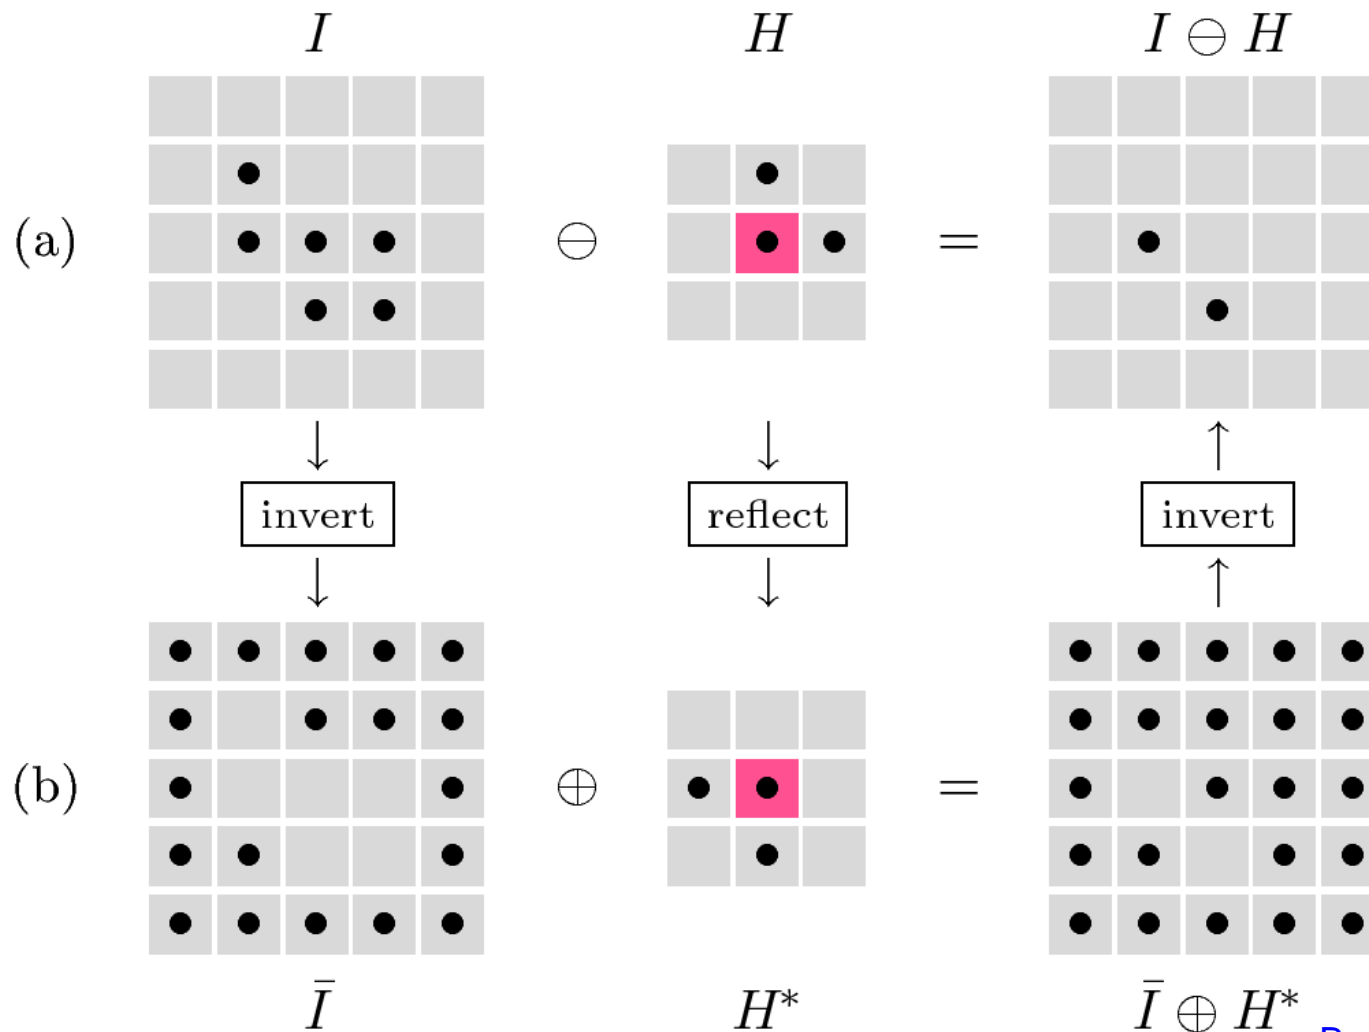 I H I ⊖ H
(a) ⊖ =
invert reflect invert
(b) ⊕ =
Ī H* Ī ⊕ H*